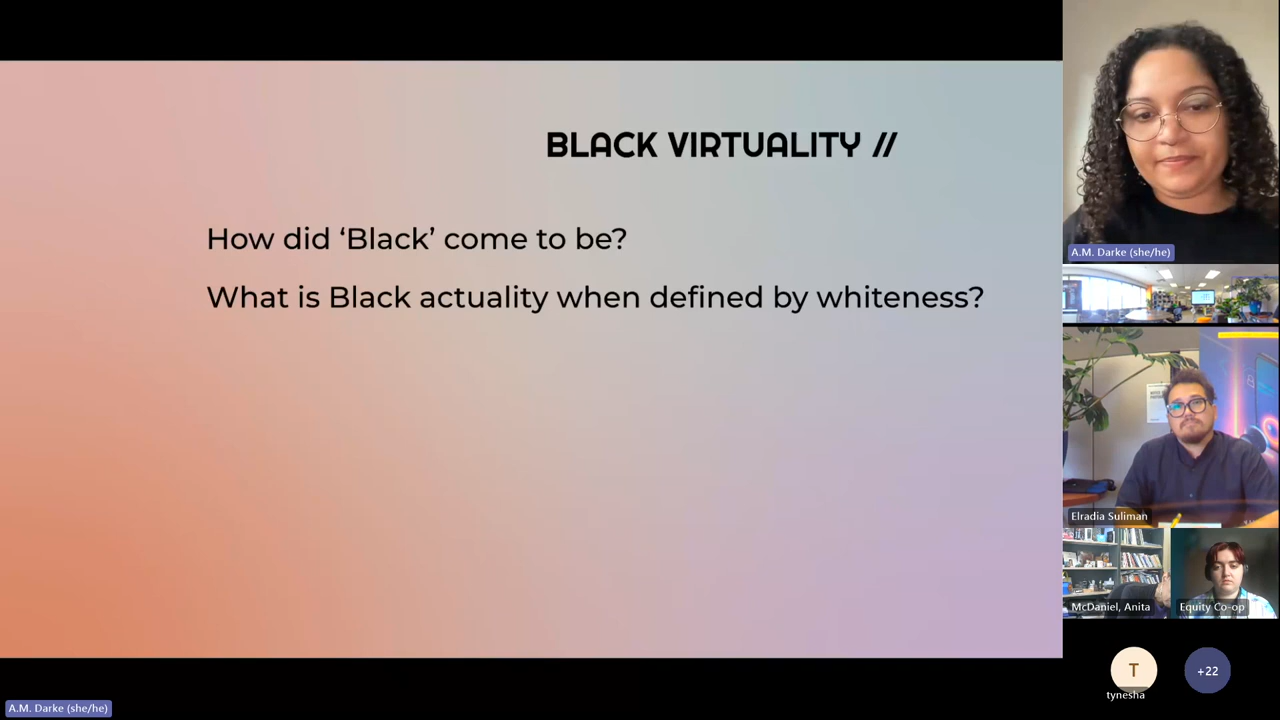 BLACK VIRTUALITY //
How did ‘Black’ come to be?
What is Black actuality when defined by whiteness?
A.M. Darke (she/he)
Elradia Suliman
McDaniel, Anita
Equity Co-op
T
+22
tynesha
A.M. Darke (she/he)